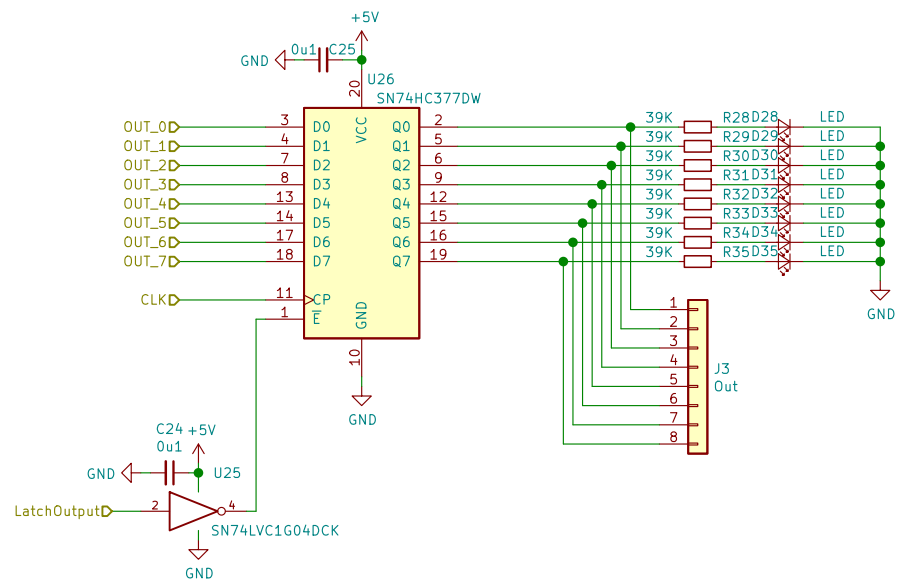 +5V
0u1 C25
GND
U26
SN74HC377DW
20
VCC
OUT_0 3 D0 Q0 2 39K R28 D28 LED
OUT_1 4 D1 Q1 5 39K R29 D29 LED
OUT_2 7 D2 Q2 6 39K R30 D30 LED
OUT_3 8 D3 Q3 9 39K R31 D31 LED
OUT_4 13 D4 Q4 12 39K R32 D32 LED
OUT_5 14 D5 Q5 15 39K R33 D33 LED
OUT_6 17 D6 Q6 16 39K R34 D34 LED
OUT_7 18 D7 Q7 19 39K R35 D35 LED
CLK 11 CP
1 E
GND
10
GND
GND
1
2
3
4
5
6
7
8
J3
Out
C24 +5V
0u1
GND
U25
LatchOutput 2 4
SN74LVC1G04DCK
GND